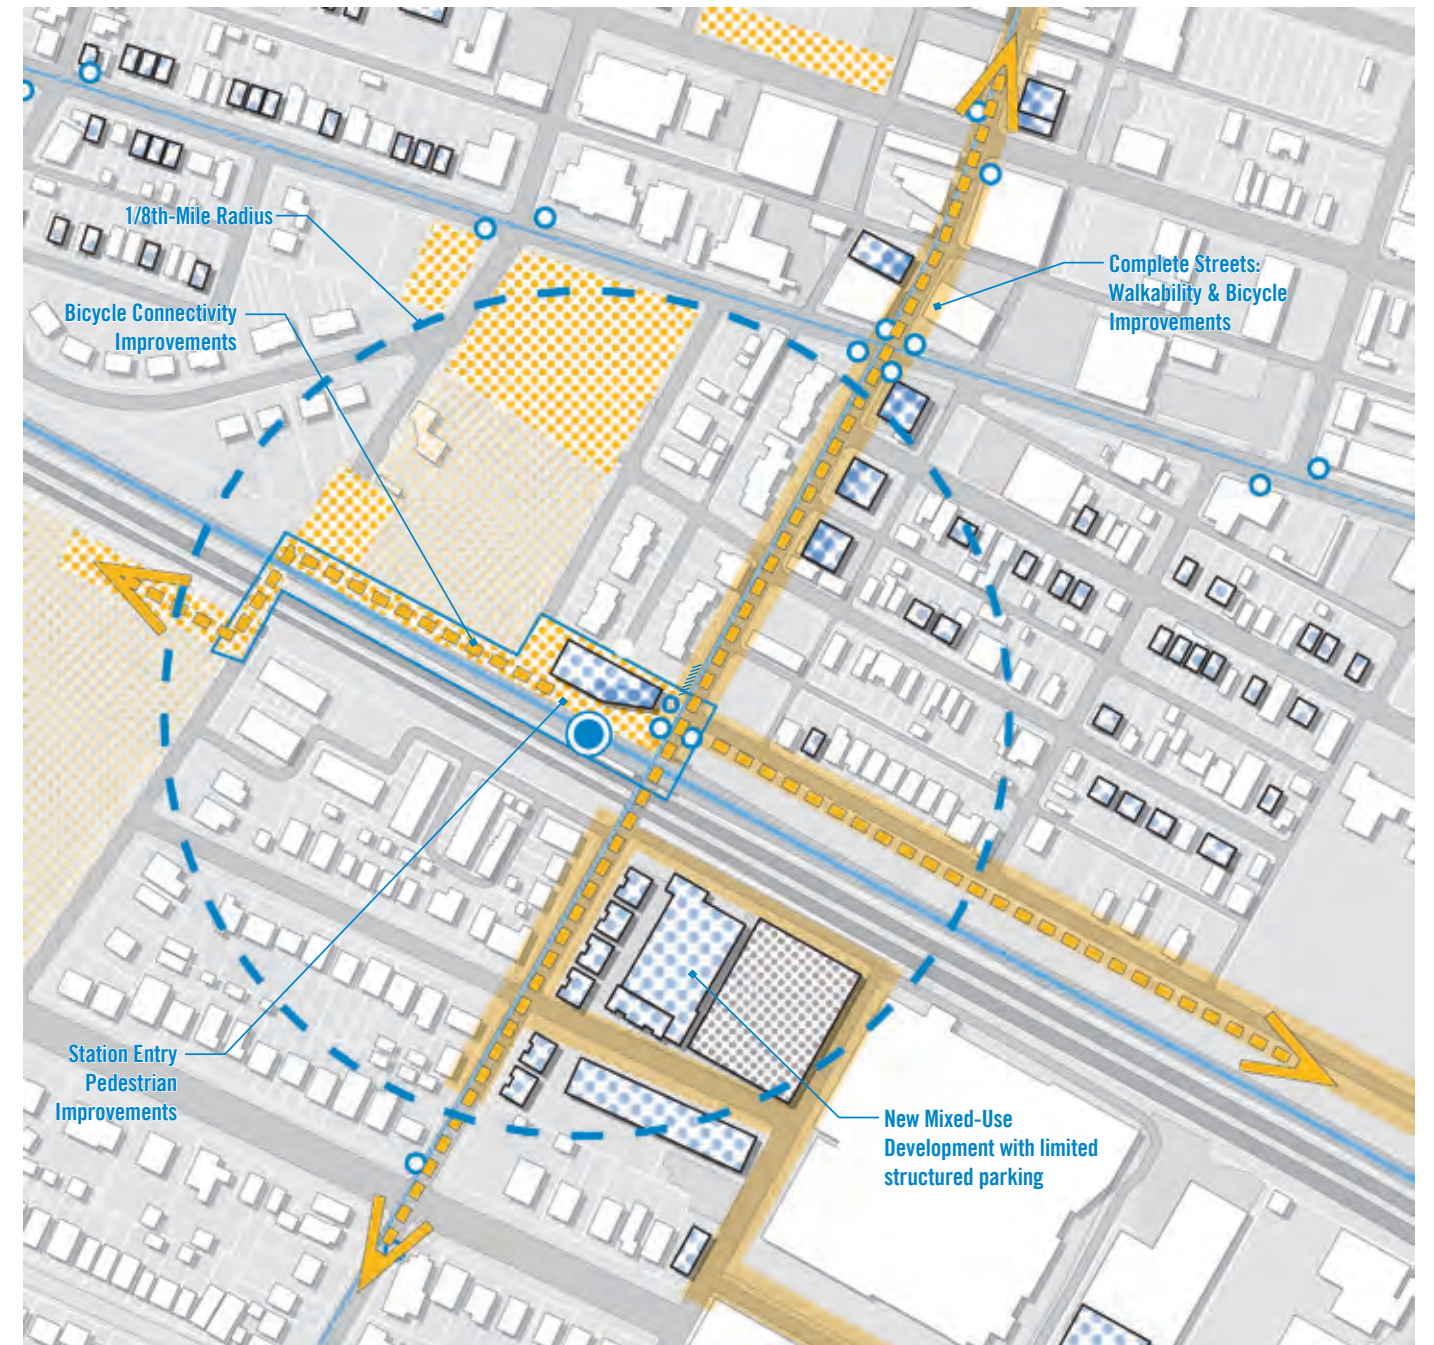 1/8th-Mile Radius
Bicycle Connectivity
Improvements
Complete Streets:
Walkability & Bicycle
Improvements
Station Entry
Pedestrian
Improvements
New Mixed-Use
Development with limited
structured parking